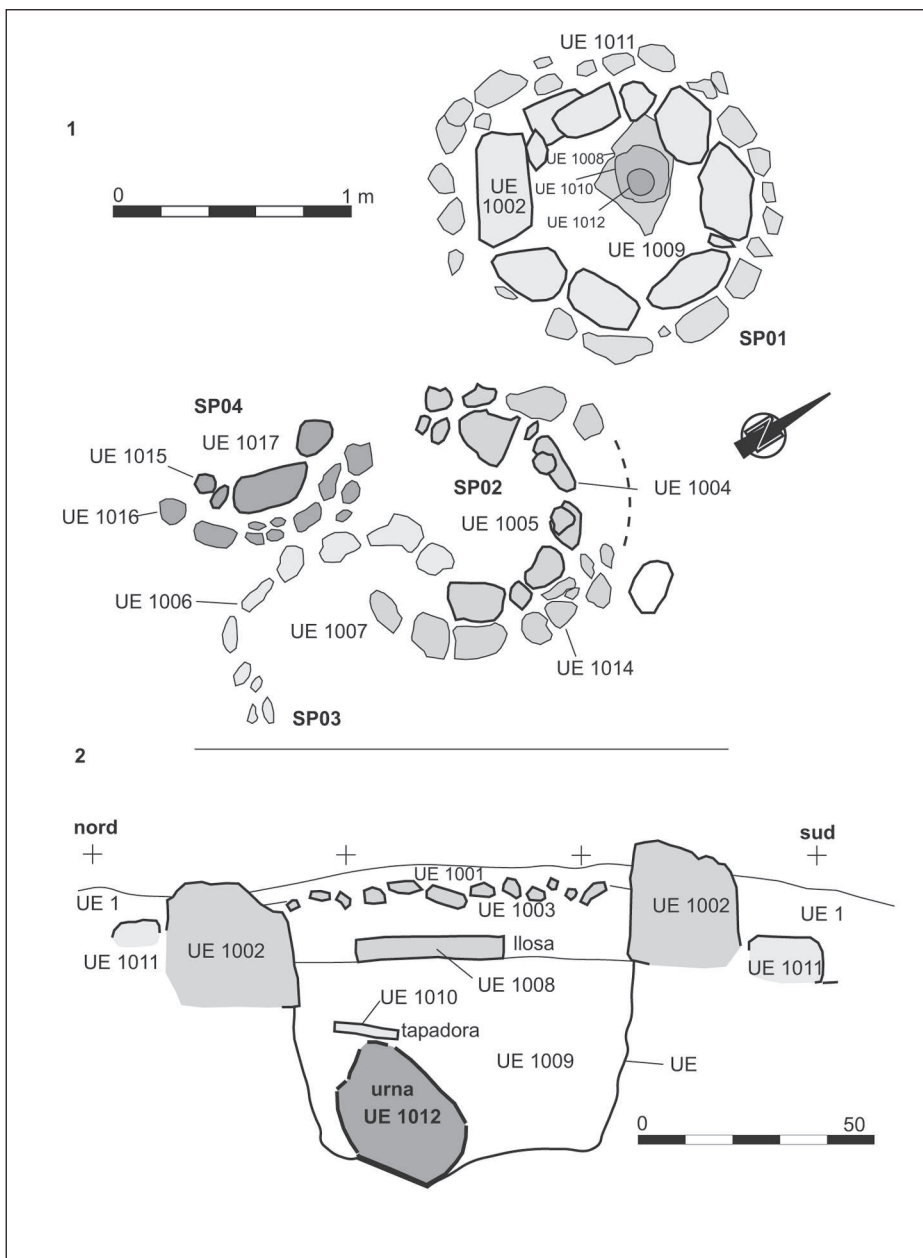 1
UE 1011
0 1 m
UE 1008
UE
1002
UE 1010
UE 1012
UE 1009
SP01
SP04
UE 1017
UE 1015
SP02
UE 1004
UE 1016
UE 1005
UE 1006
UE 1007
UE 1014
SP03
2
nord
sud
UE 1001
UE 1
UE 1003
UE 1002
UE 1
UE 1002
llosa
UE 1011
UE 1011
UE 1008
UE 1010
tapadora
UE 1009
UE
urna
UE 1012
0 50